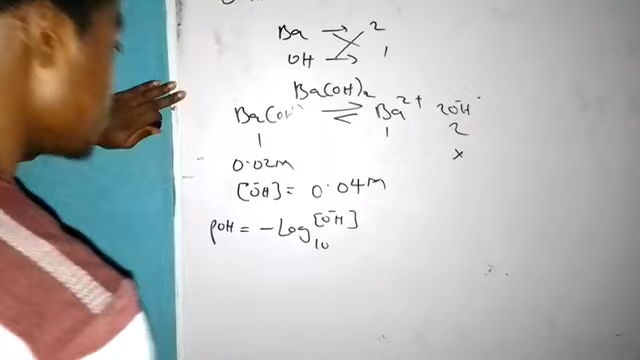 Ba → 2
OH → 1
Ba(OH)₂
Ba(OH) ⇌ Ba²⁺ 2OH⁻
1 1 2
0.02M x
[OH⁻] = 0.04M
pOH = -Log₁₀[OH⁻]